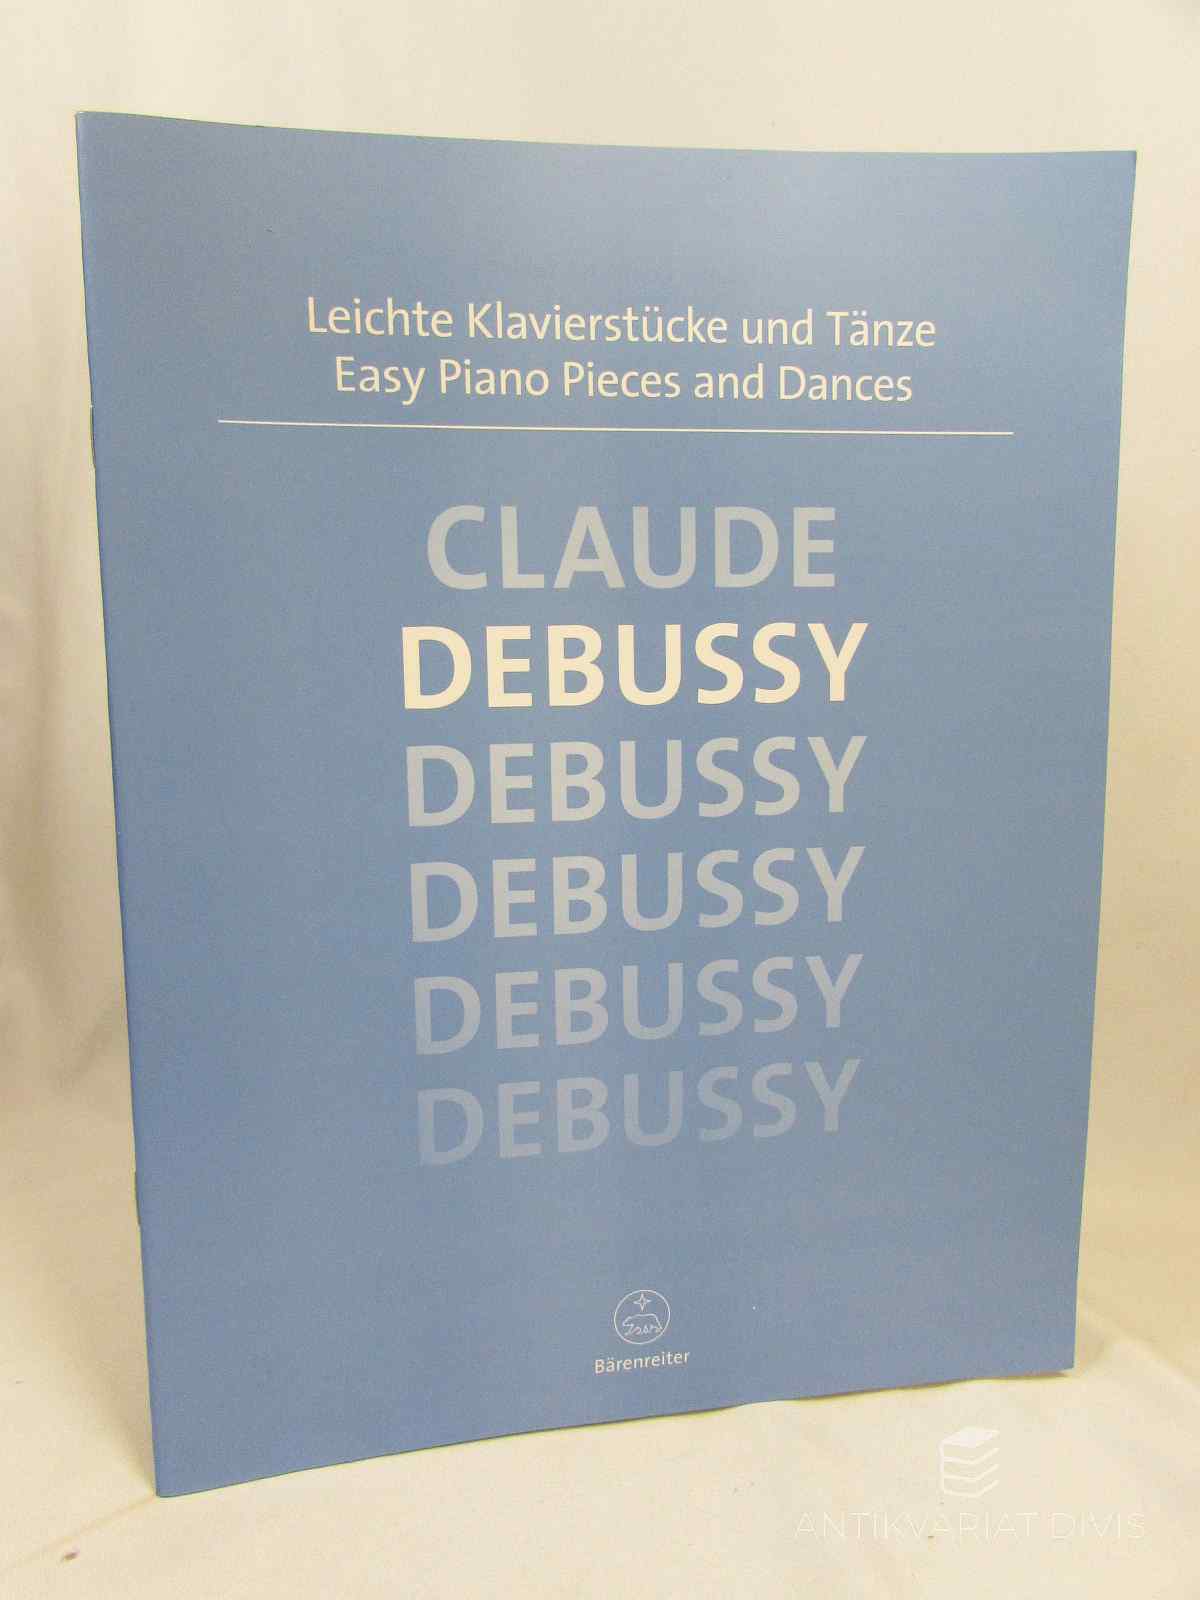 Leichte Klavierstücke und Tänze
Easy Piano Pieces and Dances
CLAUDE
DEBUSSY
DEBUSSY
DEBUSSY
DEBUSSY
DEBUSSY
Bärenreiter
ANTIKVARIAT DIVIS